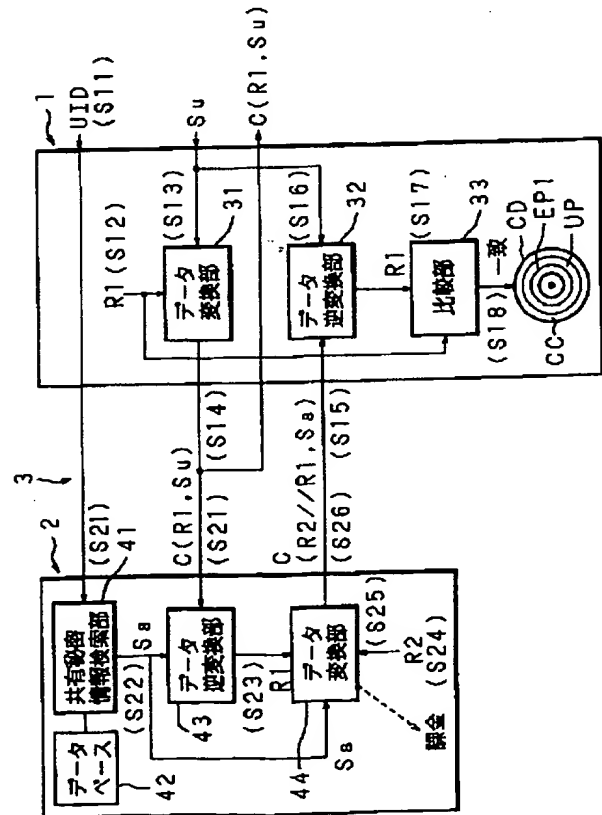 3
2
1
UID
(S11)
(S21)
共有秘密
情報検索部
41
データ
ベース
42
(S22)
Sa
R1(S12)
(S13)
Su
データ
変換部
31
(S14)
C(R1,Su)
(S21)
C(R1,Su)
データ
逆変換部
43
(S23)
R1
データ
変換部
44
Sa
(S25)
R2
(S24)
課金
C
(R2//R1,Sa)
(S26)
(S15)
(S16)
データ
逆変換部
32
R1
(S17)
比較部
33
(S18)
一致
CD
EP1
UP
CC